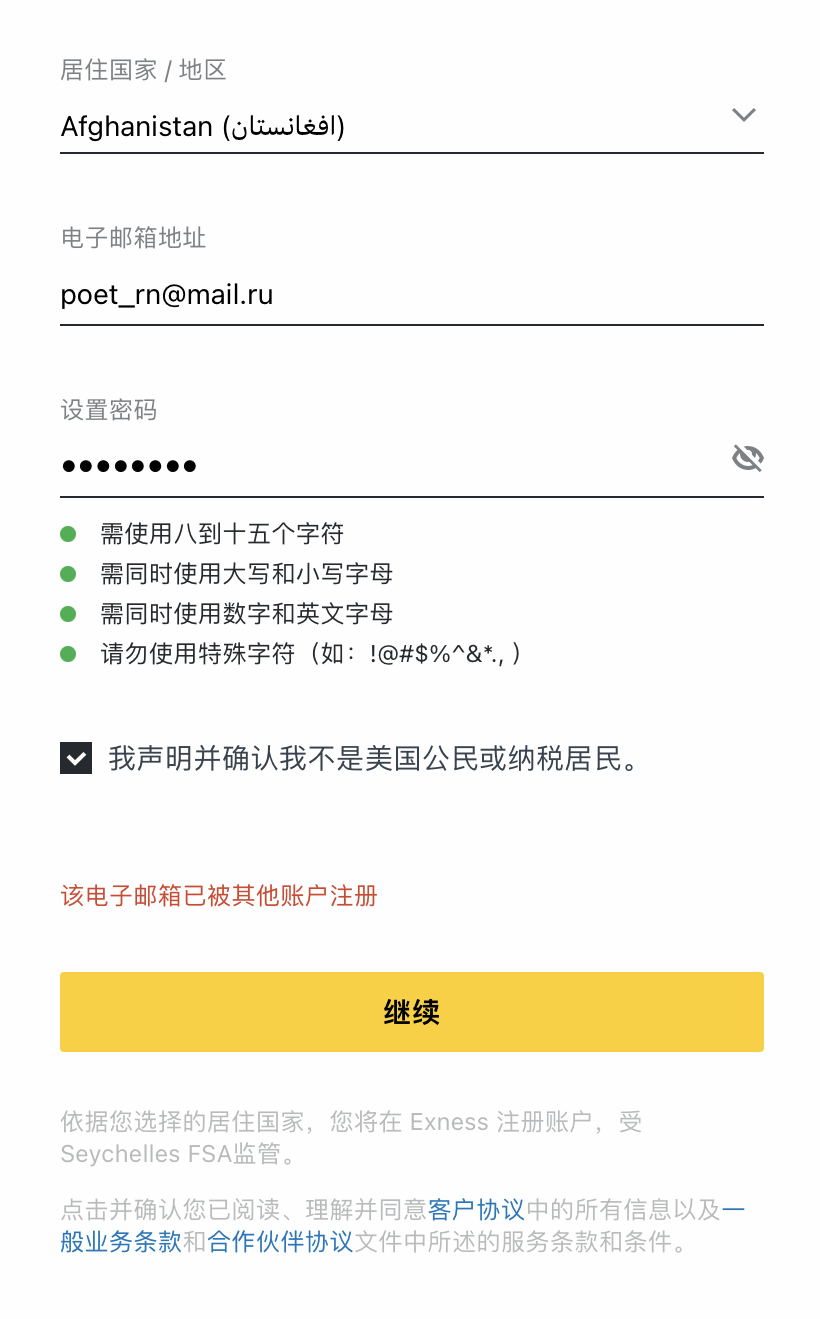 居住国家 / 地区
Afghanistan (افغانستان)
电子邮箱地址
poet_rn@mail.ru
设置密码
••••••••
需使用八到十五个字符
需同时使用大写和小写字母
需同时使用数字和英文字母
请勿使用特殊字符（如：!@#$%^&*., ）
我声明并确认我不是美国公民或纳税居民。
该电子邮箱已被其他账户注册
继续
依据您选择的居住国家，您将在 Exness 注册账户，受
Seychelles FSA监管。
点击并确认您已阅读、理解并同意客户协议中的所有信息以及一
般业务条款和合作伙伴协议文件中所述的服务条款和条件。